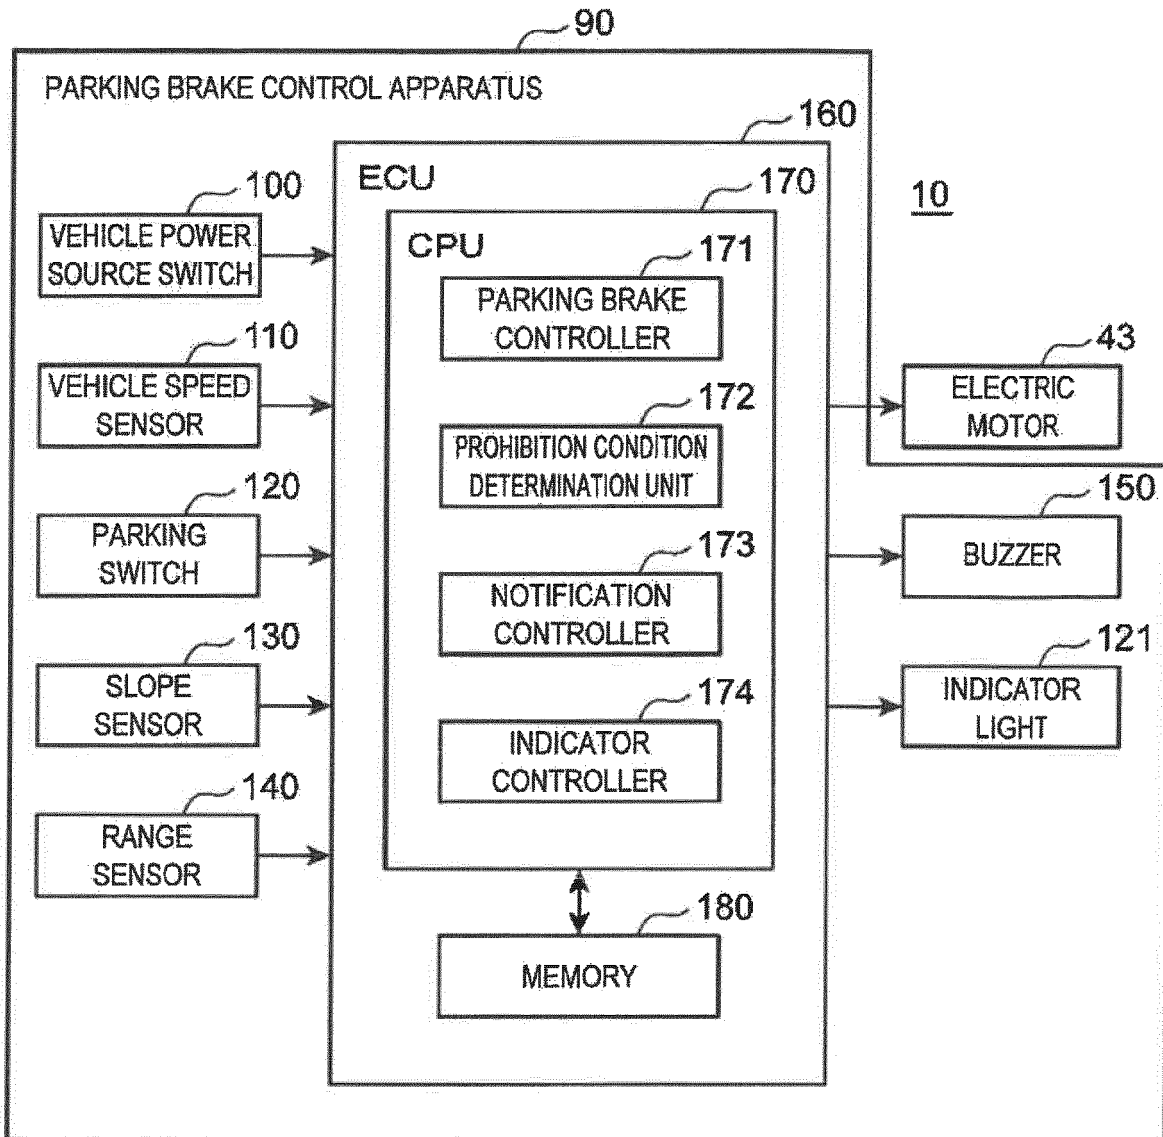 90
PARKING BRAKE CONTROL APPARATUS
160
ECU
170
10
100
VEHICLE POWER
SOURCE SWITCH
CPU
171
PARKING BRAKE
CONTROLLER
110
VEHICLE SPEED
SENSOR
43
ELECTRIC
MOTOR
172
PROHIBITION CONDITION
DETERMINATION UNIT
120
PARKING
SWITCH
150
BUZZER
173
NOTIFICATION
CONTROLLER
130
SLOPE
SENSOR
121
INDICATOR
LIGHT
174
INDICATOR
CONTROLLER
140
RANGE
SENSOR
180
MEMORY